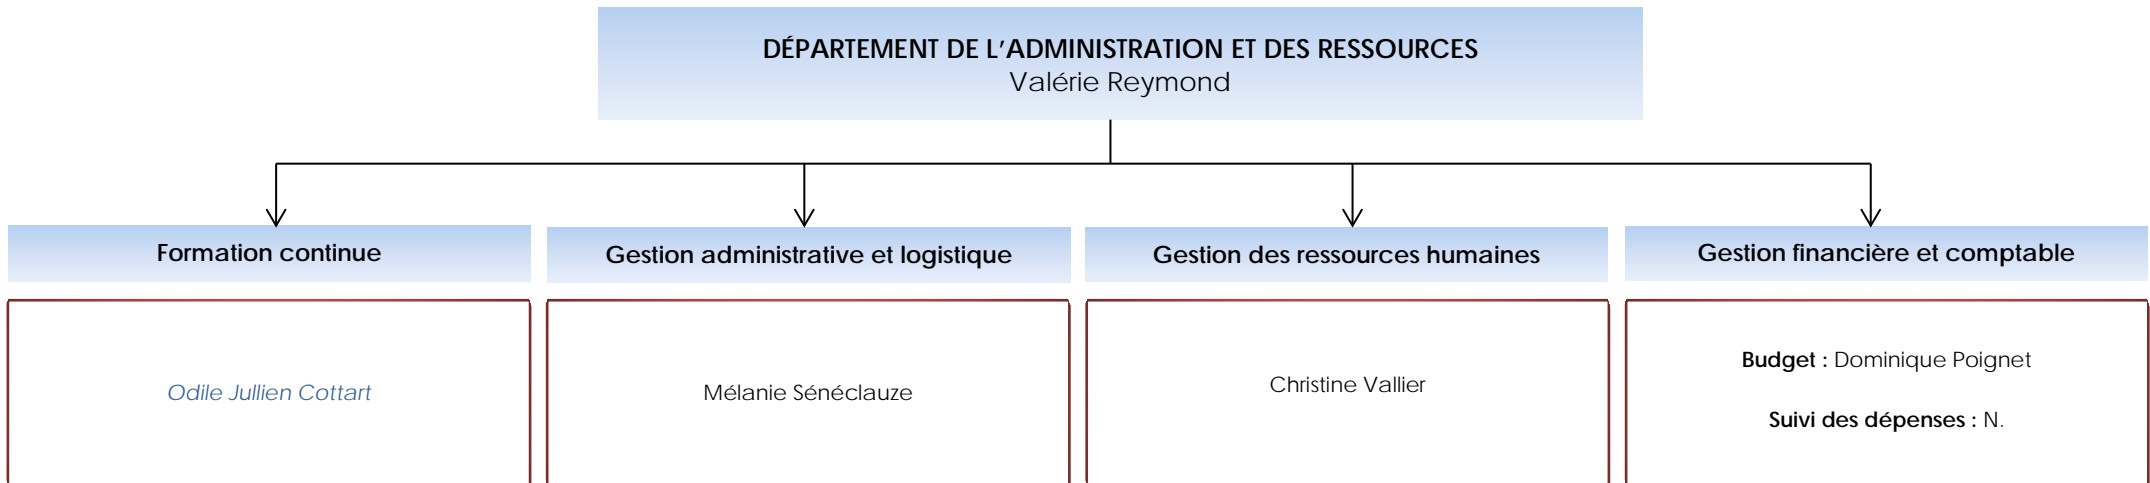 DÉPARTEMENT DE L’ADMINISTRATION ET DES RESSOURCES
Valérie Reymond
Formation continue
Gestion administrative et logistique
Gestion des ressources humaines
Gestion financière et comptable
Odile Jullien Cottart
Mélanie Sénéclauze
Christine Vallier
Budget : Dominique Poignet
Suivi des dépenses : N.